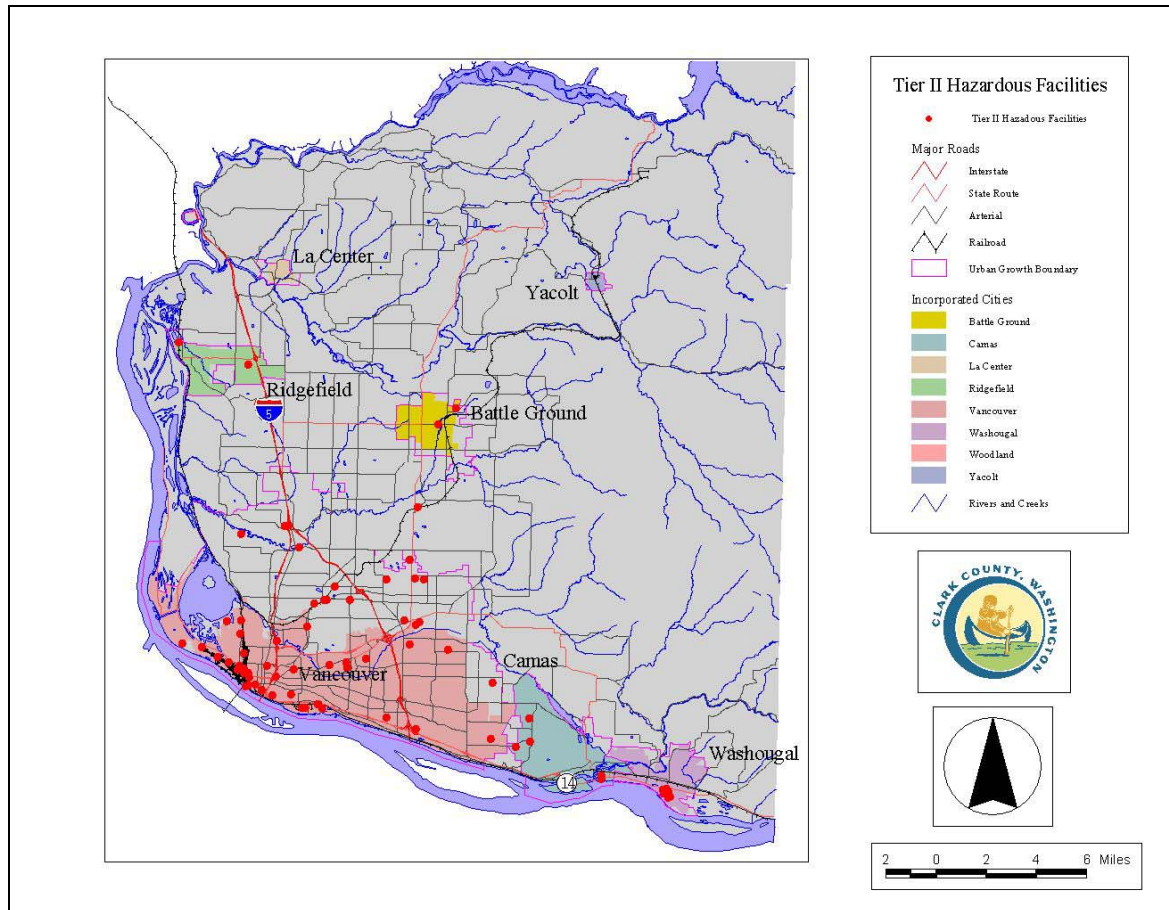 La Center
Yacolt
Ridgefield
5
Battle Ground
Vancouver
Camas
Washougal
14
Tier II Hazardous Facilities
Tier II Hazadous Facilities
Major Roads
Interstate
State Route
Arterial
Railroad
Urban Growth Boundary
Incorporated Cities
Battle Ground
Camas
La Center
Ridgefield
Vancouver
Washougal
Woodland
Yacolt
Rivers and Creeks
CLARK COUNTY, WASHINGTON
2 0 2 4 6 Miles